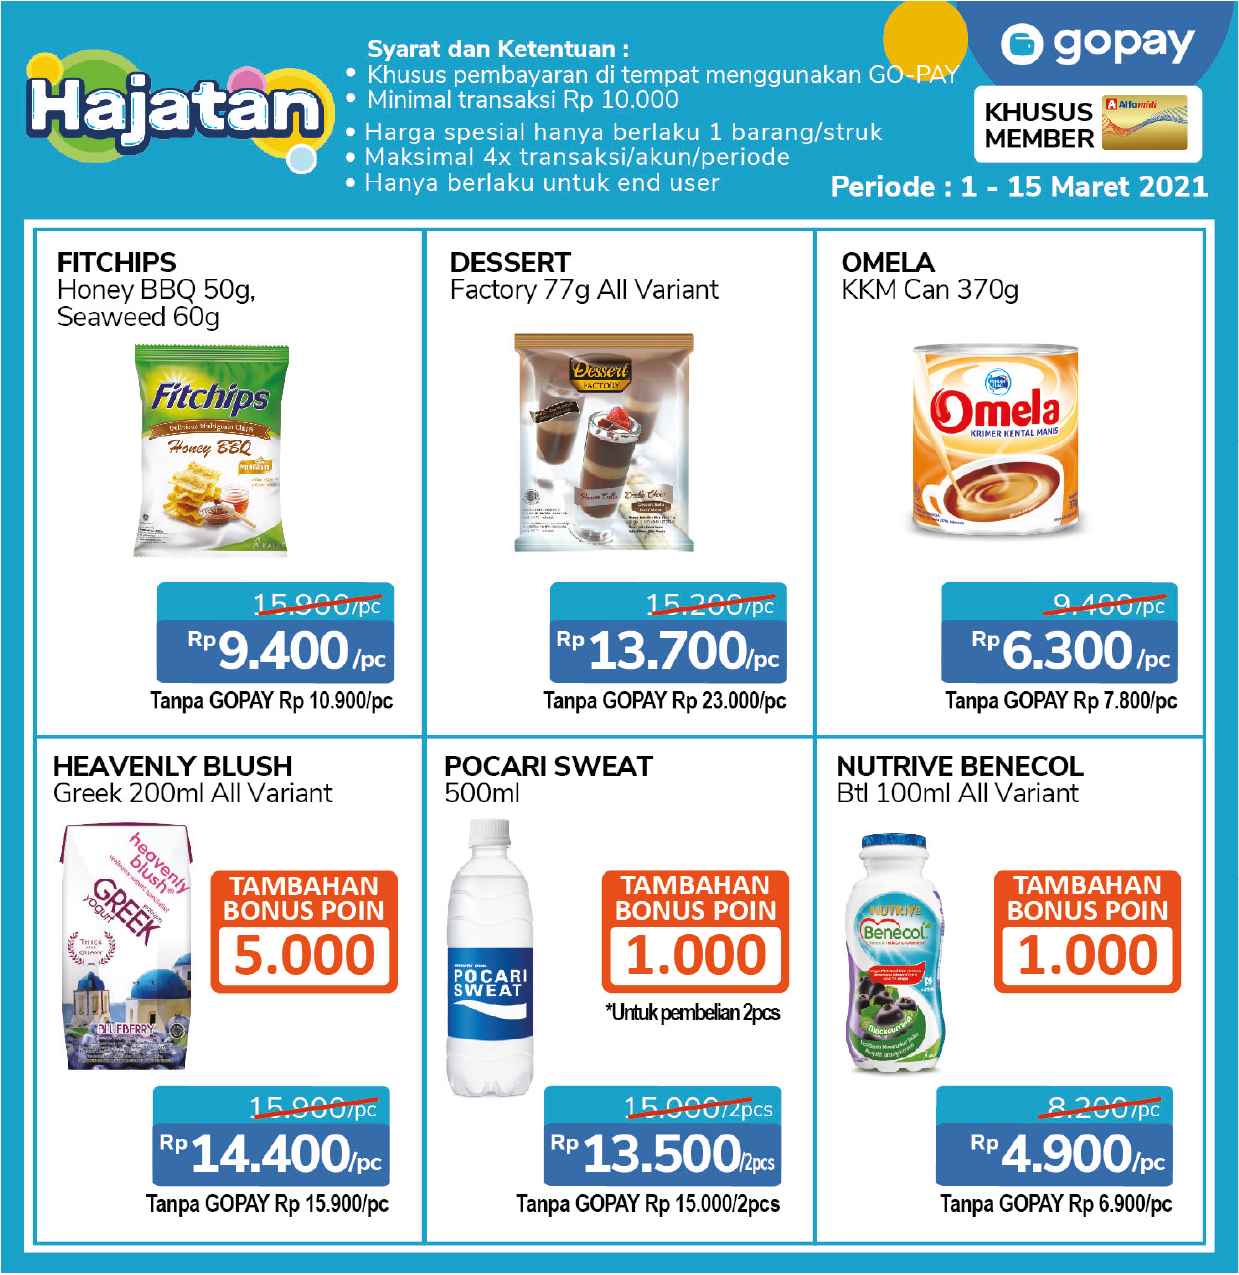 Hajatan
Syarat dan Ketentuan :
• Khusus pembayaran di tempat menggunakan GO-PAY
• Minimal transaksi Rp 10.000
• Harga spesial hanya berlaku 1 barang/struk
• Maksimal 4x transaksi/akun/periode
• Hanya berlaku untuk end user
gopay
KHUSUS
MEMBER
Alfamidi
Periode : 1 - 15 Maret 2021
FITCHIPS
Honey BBQ 50g,
Seaweed 60g
Fitchips
Delicious Multigrain Chips
Honey BBQ
15.900/pc
Rp 9.400/pc
Tanpa GOPAY Rp 10.900/pc
DESSERT
Factory 77g All Variant
Dessert
FACTORY
15.200/pc
Rp 13.700/pc
Tanpa GOPAY Rp 23.000/pc
OMELA
KKM Can 370g
Omela
KRIMER KENTAL MANIS
9.400/pc
Rp 6.300/pc
Tanpa GOPAY Rp 7.800/pc
HEAVENLY BLUSH
Greek 200ml All Variant
heavenly
blush
GREEK
yogurt
BLUEBERRY
TAMBAHAN
BONUS POIN
5.000
15.900/pc
Rp 14.400/pc
Tanpa GOPAY Rp 15.900/pc
POCARI SWEAT
500ml
POCARI
SWEAT
TAMBAHAN
BONUS POIN
1.000
*Untuk pembelian 2pcs
15.000/2pcs
Rp 13.500/2pcs
Tanpa GOPAY Rp 15.000/2pcs
NUTRIVE BENECOL
Btl 100ml All Variant
NUTRIVE
Benecol
Blackcurrant
TAMBAHAN
BONUS POIN
1.000
8.200/pc
Rp 4.900/pc
Tanpa GOPAY Rp 6.900/pc